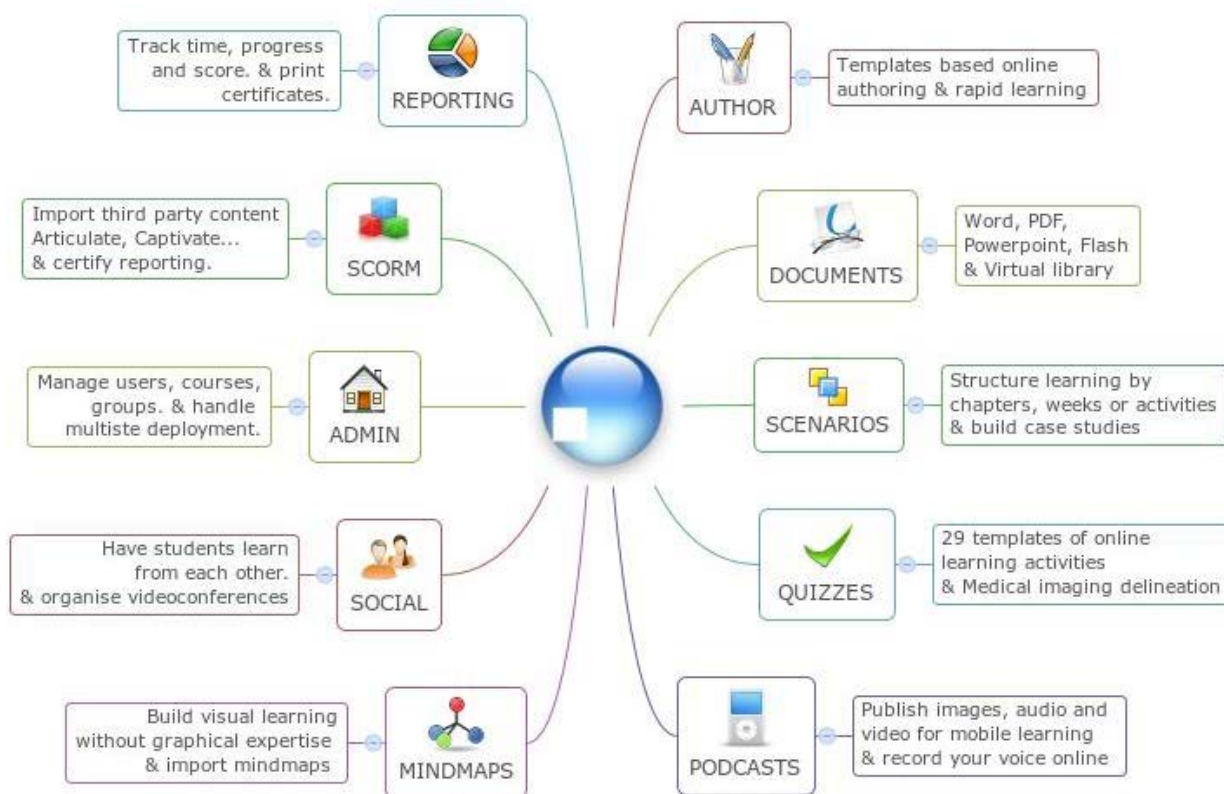 Track time, progress
and score. & print
certificates.
REPORTING
AUTHOR
Templates based online
authoring & rapid learning
Import third party content
Articulate, Captivate...
& certify reporting.
SCORM
DOCUMENTS
Word, PDF,
Powerpoint, Flash
& Virtual library
Manage users, courses,
groups. & handle
multiste deployment.
ADMIN
SCENARIOS
Structure learning by
chapters, weeks or activities
& build case studies
Have students learn
from each other.
& organise videoconferences
SOCIAL
QUIZZES
29 templates of online
learning activities
& Medical imaging delineation
Build visual learning
without graphical expertise
& import mindmaps
MINDMAPS
PODCASTS
Publish images, audio and
video for mobile learning
& record your voice online